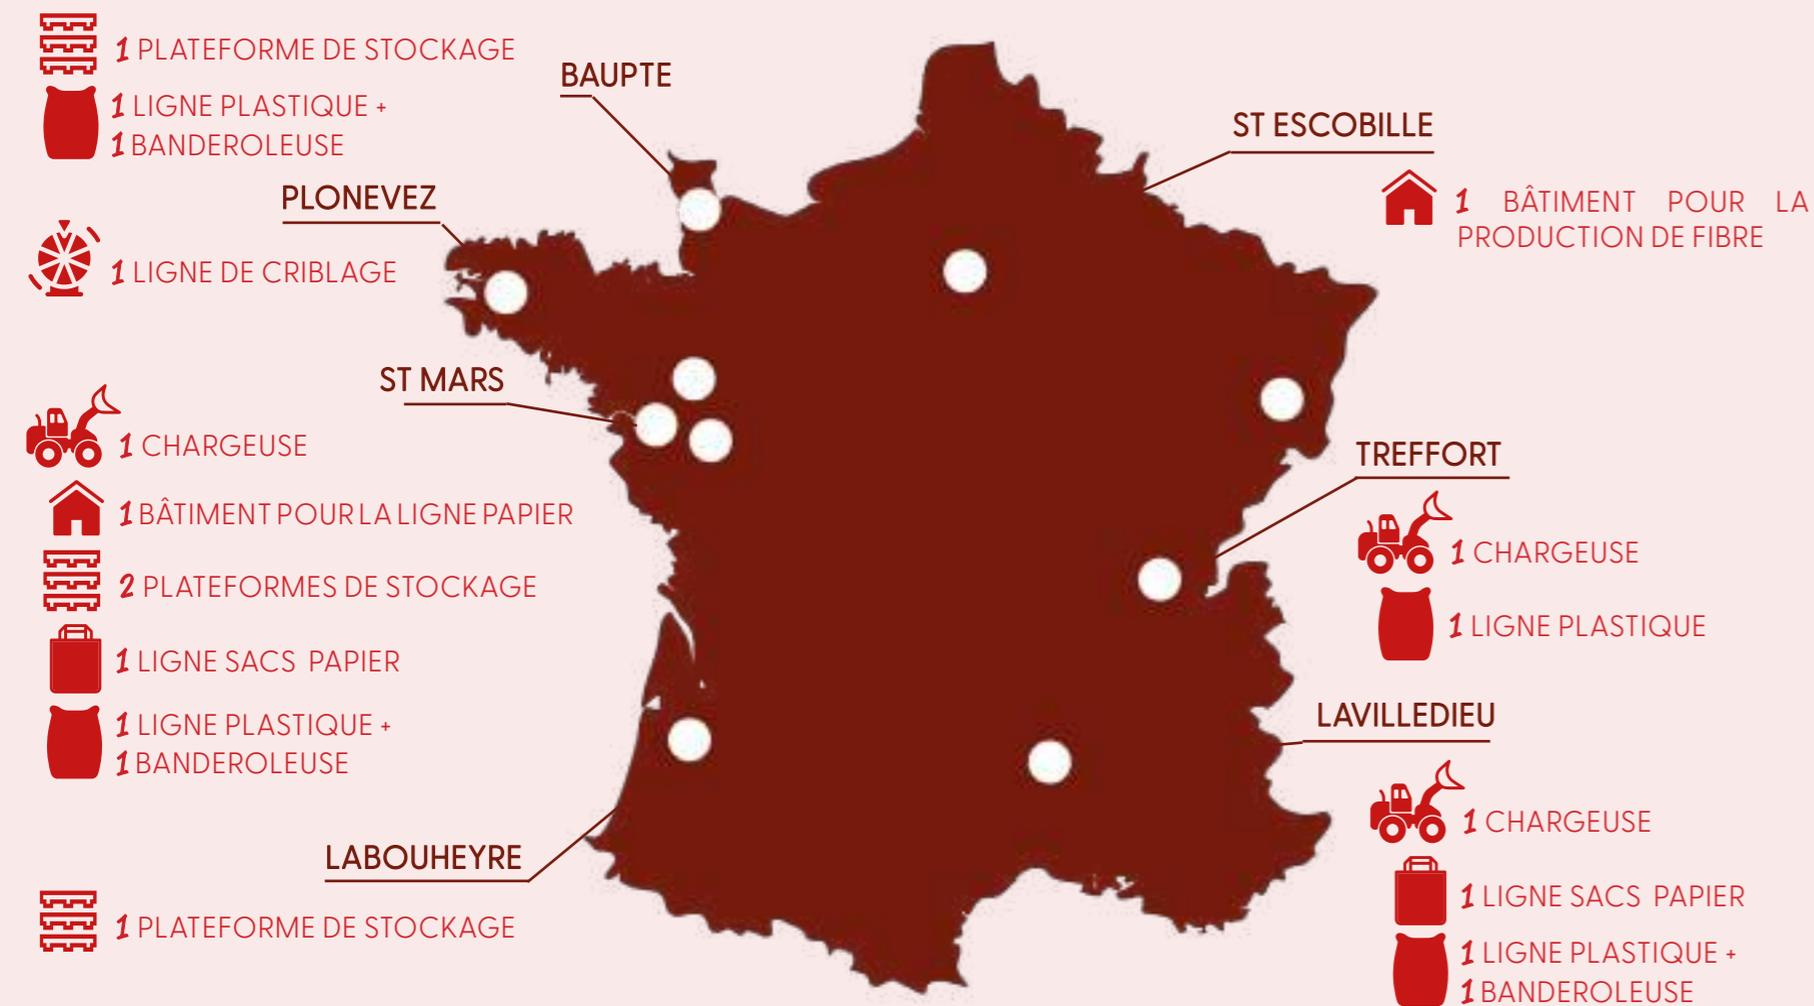 1 PLATEFORME DE STOCKAGE
1 LIGNE PLASTIQUE +
1 BANDEROLEUSE
BAUPTE
PLONEVEZ
1 LIGNE DE CRIBLAGE
ST MARS
1 CHARGEUSE
1 BÂTIMENT POUR LA LIGNE PAPIER
2 PLATEFORMES DE STOCKAGE
1 LIGNE SACS PAPIER
1 LIGNE PLASTIQUE +
1 BANDEROLEUSE
LABOUHEYRE
1 PLATEFORME DE STOCKAGE
ST ESCOBILLE
1 BÂTIMENT POUR LA
PRODUCTION DE FIBRE
TREFFORT
1 CHARGEUSE
1 LIGNE PLASTIQUE
LAVILLEDIEU
1 CHARGEUSE
1 LIGNE SACS PAPIER
1 LIGNE PLASTIQUE +
1 BANDEROLEUSE